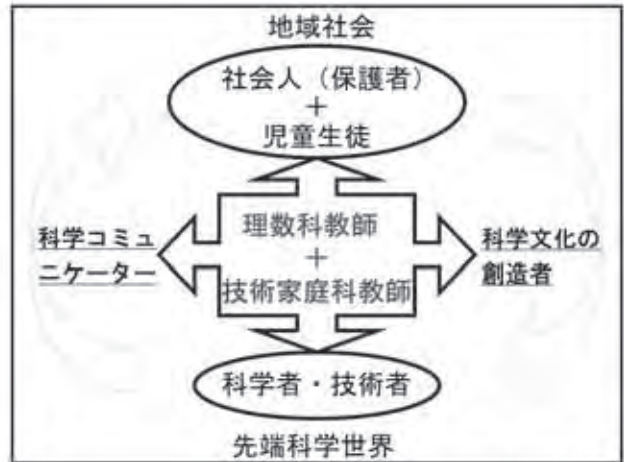 地域社会
社会人（保護者）
＋
児童生徒
理数科教師
＋
技術家庭科教師
科学コミュ
ニケーター
科学文化の
創造者
科学者・技術者
先端科学世界